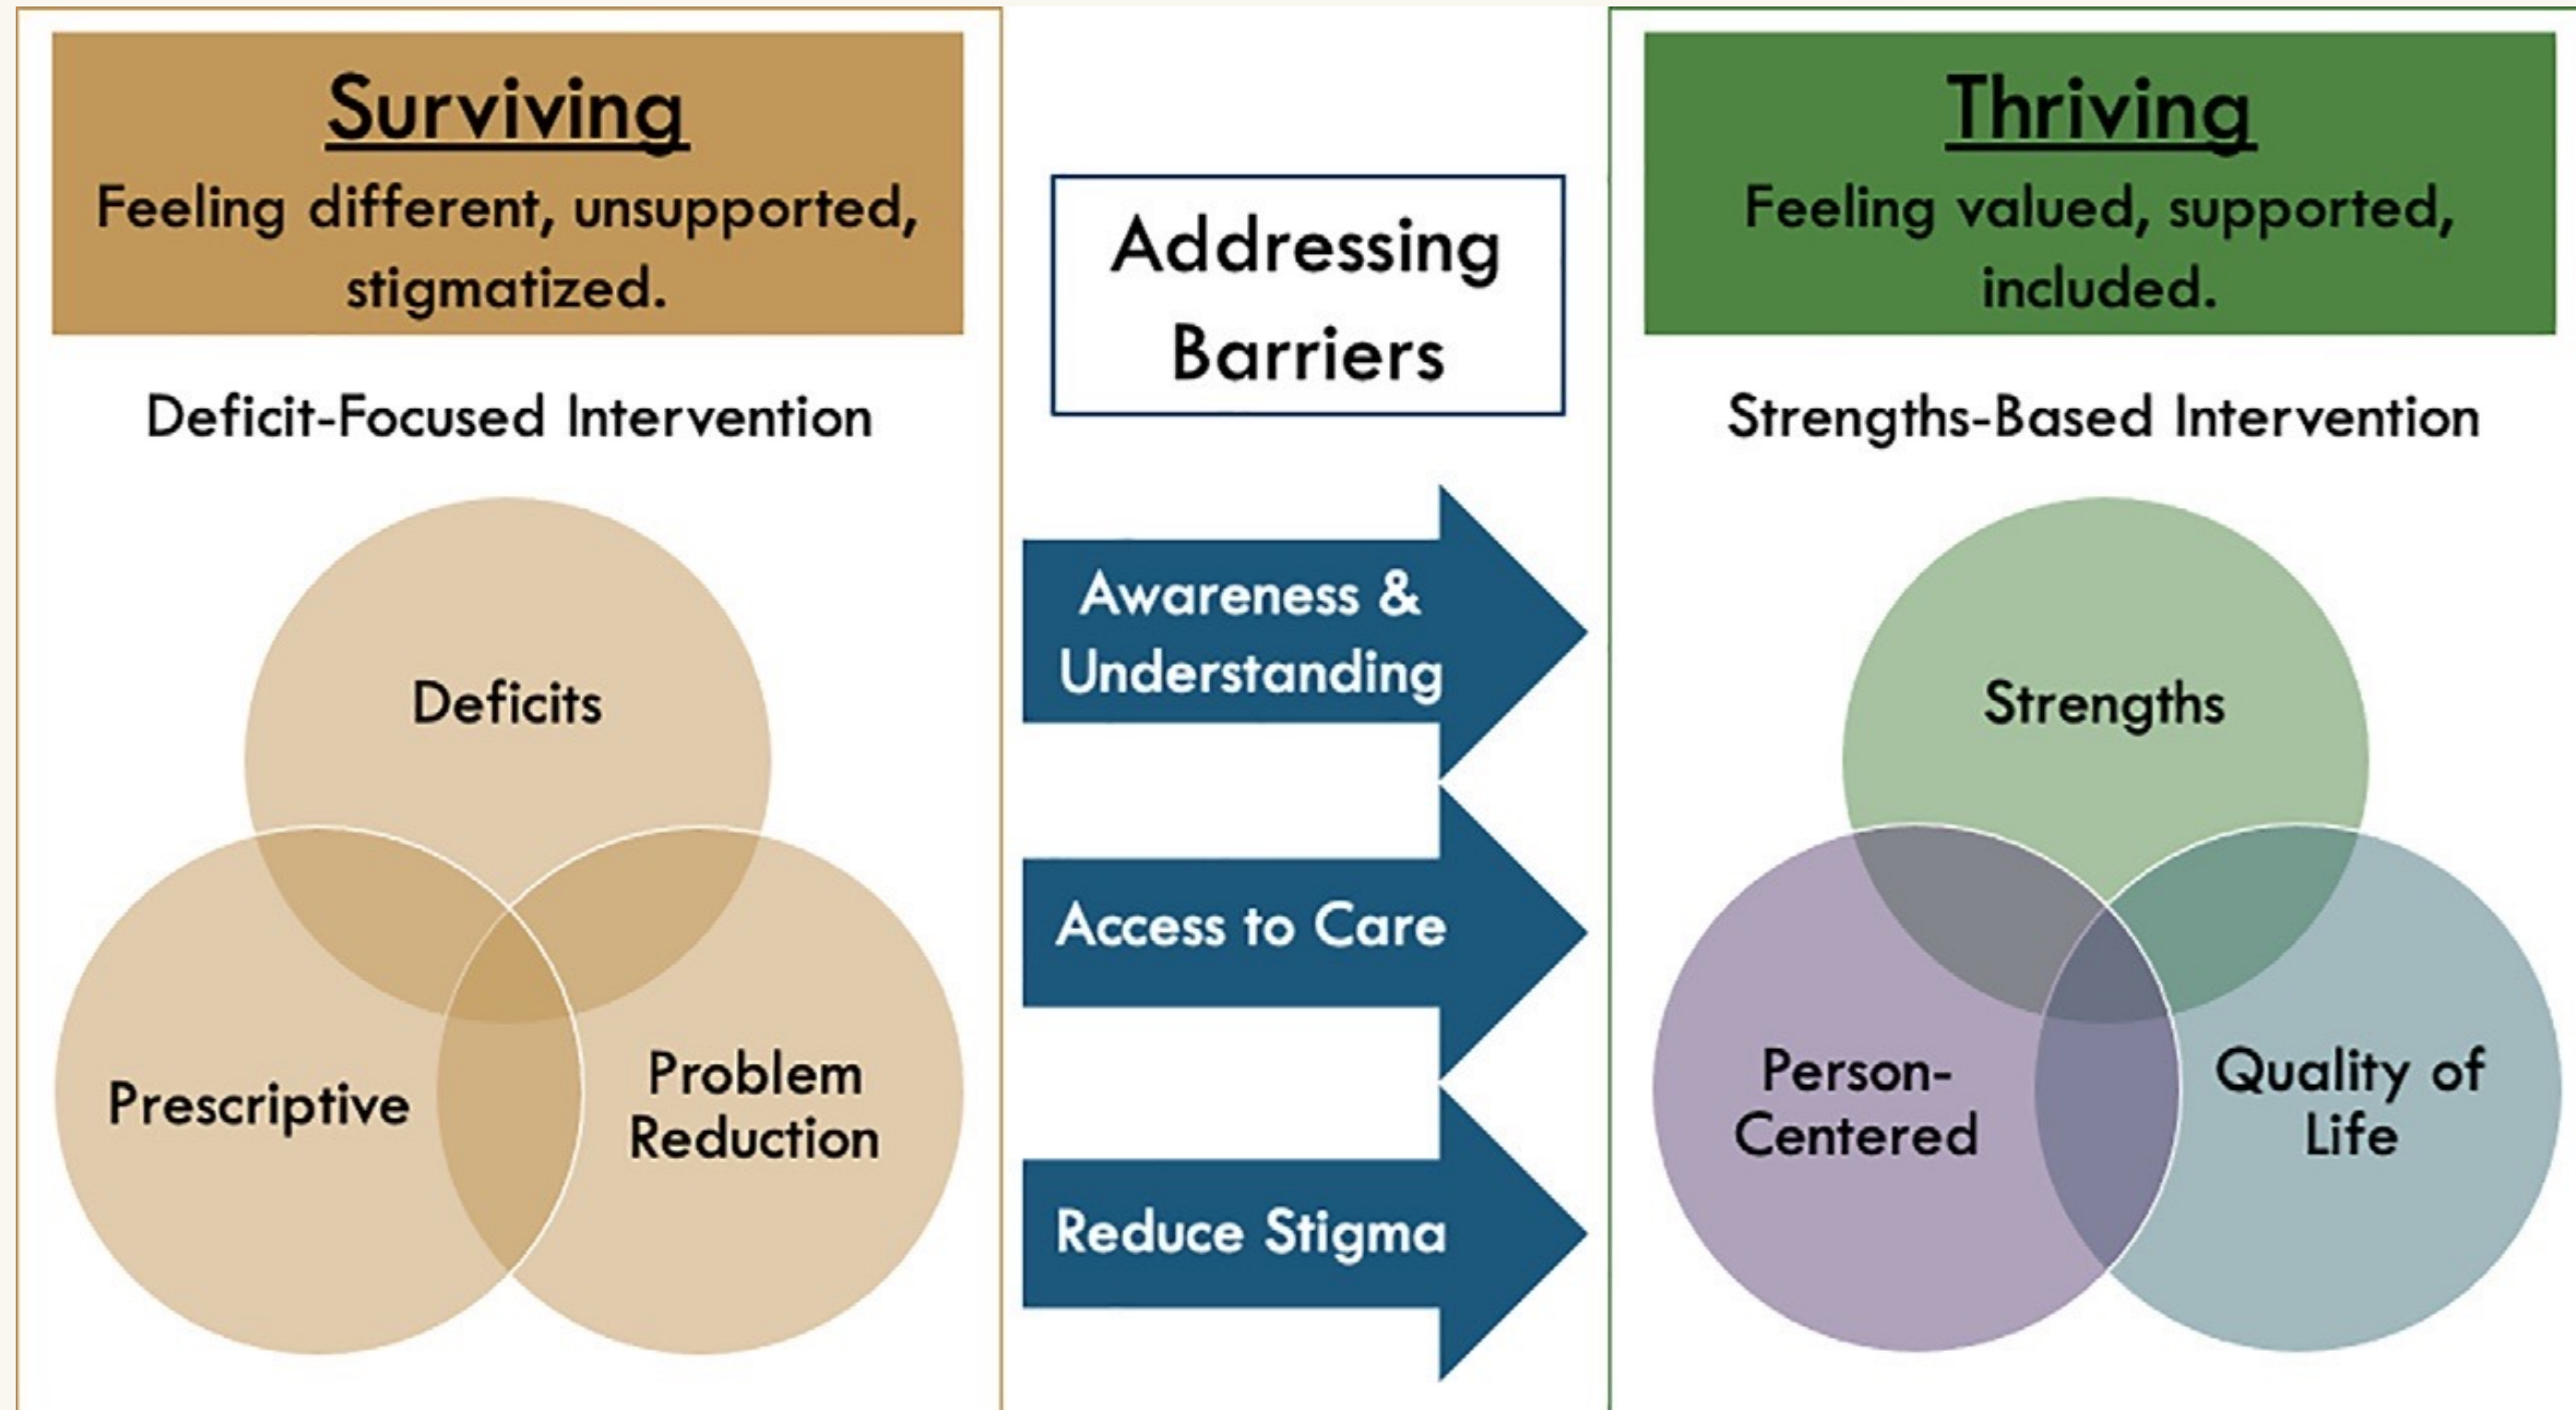 Surviving
Feeling different, unsupported,
stigmatized.
Deficit-Focused Intervention
Deficits
Prescriptive
Problem
Reduction
Addressing
Barriers
Awareness &
Understanding
Access to Care
Reduce Stigma
Thriving
Feeling valued, supported,
included.
Strengths-Based Intervention
Strengths
Person-
Centered
Quality of
Life